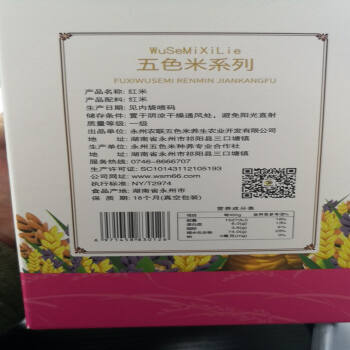 WuSeMiXiLie
五色米系列
FUXIWUSEMI RENMIN JIANKANGFU
产品名称: 红米
产品配料: 红米
生产日期: 见内袋喷码
储存条件: 置于阴凉干燥通风处，避免阳光直射
质量等级: 一级
出品单位: 永州农联五色米养生农业开发有限公司
地 址: 湖南省永州市祁阳县三口塘镇
生产单位: 永州五色米种养专业合作社
地 址: 湖南省永州市祁阳县三口塘镇
服务热线: 0746-8666707
生产许可证: SC10143112105193
www.wsm66.com
执行标准: NY/T2974
食品产地: 湖南省永州市
保 质 期: 18个月(真空包装)
营养成分表